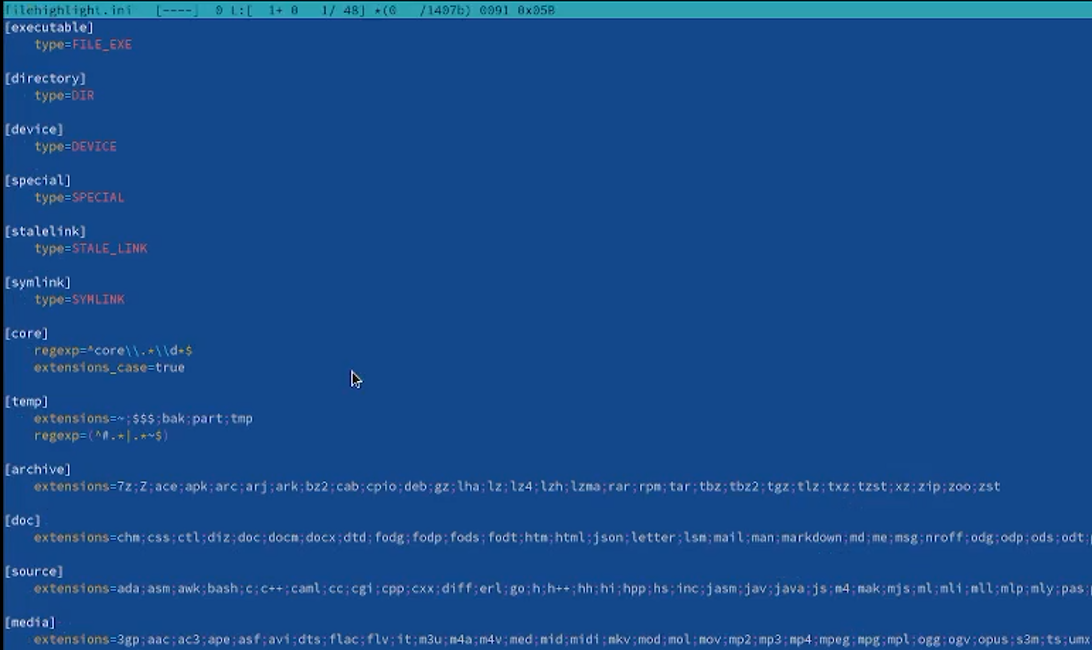 filehighlight.ini   [----]  0 L:[  1+ 0   1/ 48] *(0   /1407b) 0091 0x05B
[executable]
    type=FILE_EXE
[directory]
    type=DIR
[device]
    type=DEVICE
[special]
    type=SPECIAL
[stalelink]
    type=STALE_LINK
[symlink]
    type=SYMLINK
[core]
    regexp=^core\\.*\\d*$
    extensions_case=true
[temp]
    extensions=~;$$$;bak;part;tmp
    regexp=(^#.*|.*~$)
[archive]
    extensions=7z;Z;ace;apk;arc;arj;ark;bz2;cab;cpio;deb;gz;lha;lz;lz4;lzh;lzma;rar;rpm;tar;tbz;tbz2;tgz;tlz;txz;tzst;xz;zip;zoo;zst
[doc]
    extensions=chm;css;ctl;diz;doc;docm;docx;dtd;fodg;fodp;fods;fodt;htm;html;json;letter;lsm;mail;man;markdown;md;me;msg;nroff;odg;odp;ods;odt;
[source]
    extensions=ada;asm;awk;bash;c;c++;caml;cc;cgi;cpp;cxx;diff;erl;go;h;h++;hh;hi;hpp;hs;inc;jasm;jav;java;js;m4;mak;mjs;ml;mli;mll;mlp;mly;pas;
[media]
    extensions=3gp;aac;ac3;ape;asf;avi;dts;flac;flv;it;m3u;m4a;m4v;med;mid;midi;mkv;mod;mol;mov;mp2;mp3;mp4;mpeg;mpg;mpl;ogg;ogv;opus;s3m;ts;umx